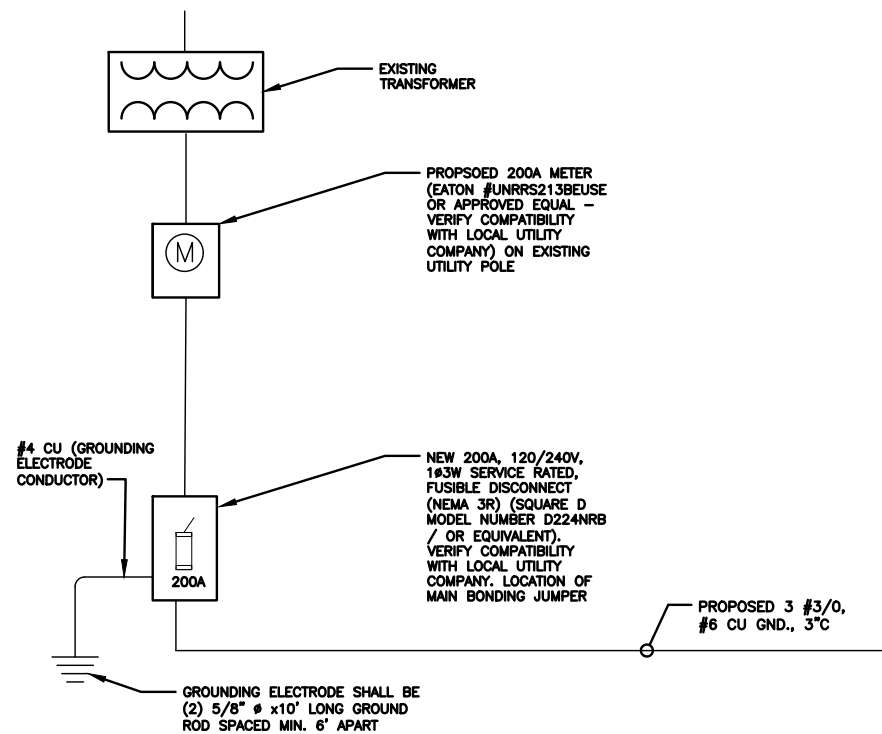 EXISTING
TRANSFORMER
PROPSOED 200A METER
(EATON #UNRRS213BEUSE
OR APPROVED EQUAL –
VERIFY COMPATIBILITY
WITH LOCAL UTILITY
COMPANY) ON EXISTING
UTILITY POLE
M
#4 CU (GROUNDING
ELECTRODE
CONDUCTOR)
NEW 200A, 120/240V,
1ø3W SERVICE RATED,
FUSIBLE DISCONNECT
(NEMA 3R) (SQUARE D
MODEL NUMBER D224NRB
/ OR EQUIVALENT).
VERIFY COMPATIBILITY
WITH LOCAL UTILITY
COMPANY. LOCATION OF
MAIN BONDING JUMPER
200A
PROPOSED 3 #3/0,
#6 CU GND., 3"C
GROUNDING ELECTRODE SHALL BE
(2) 5/8" ø x10' LONG GROUND
ROD SPACED MIN. 6' APART